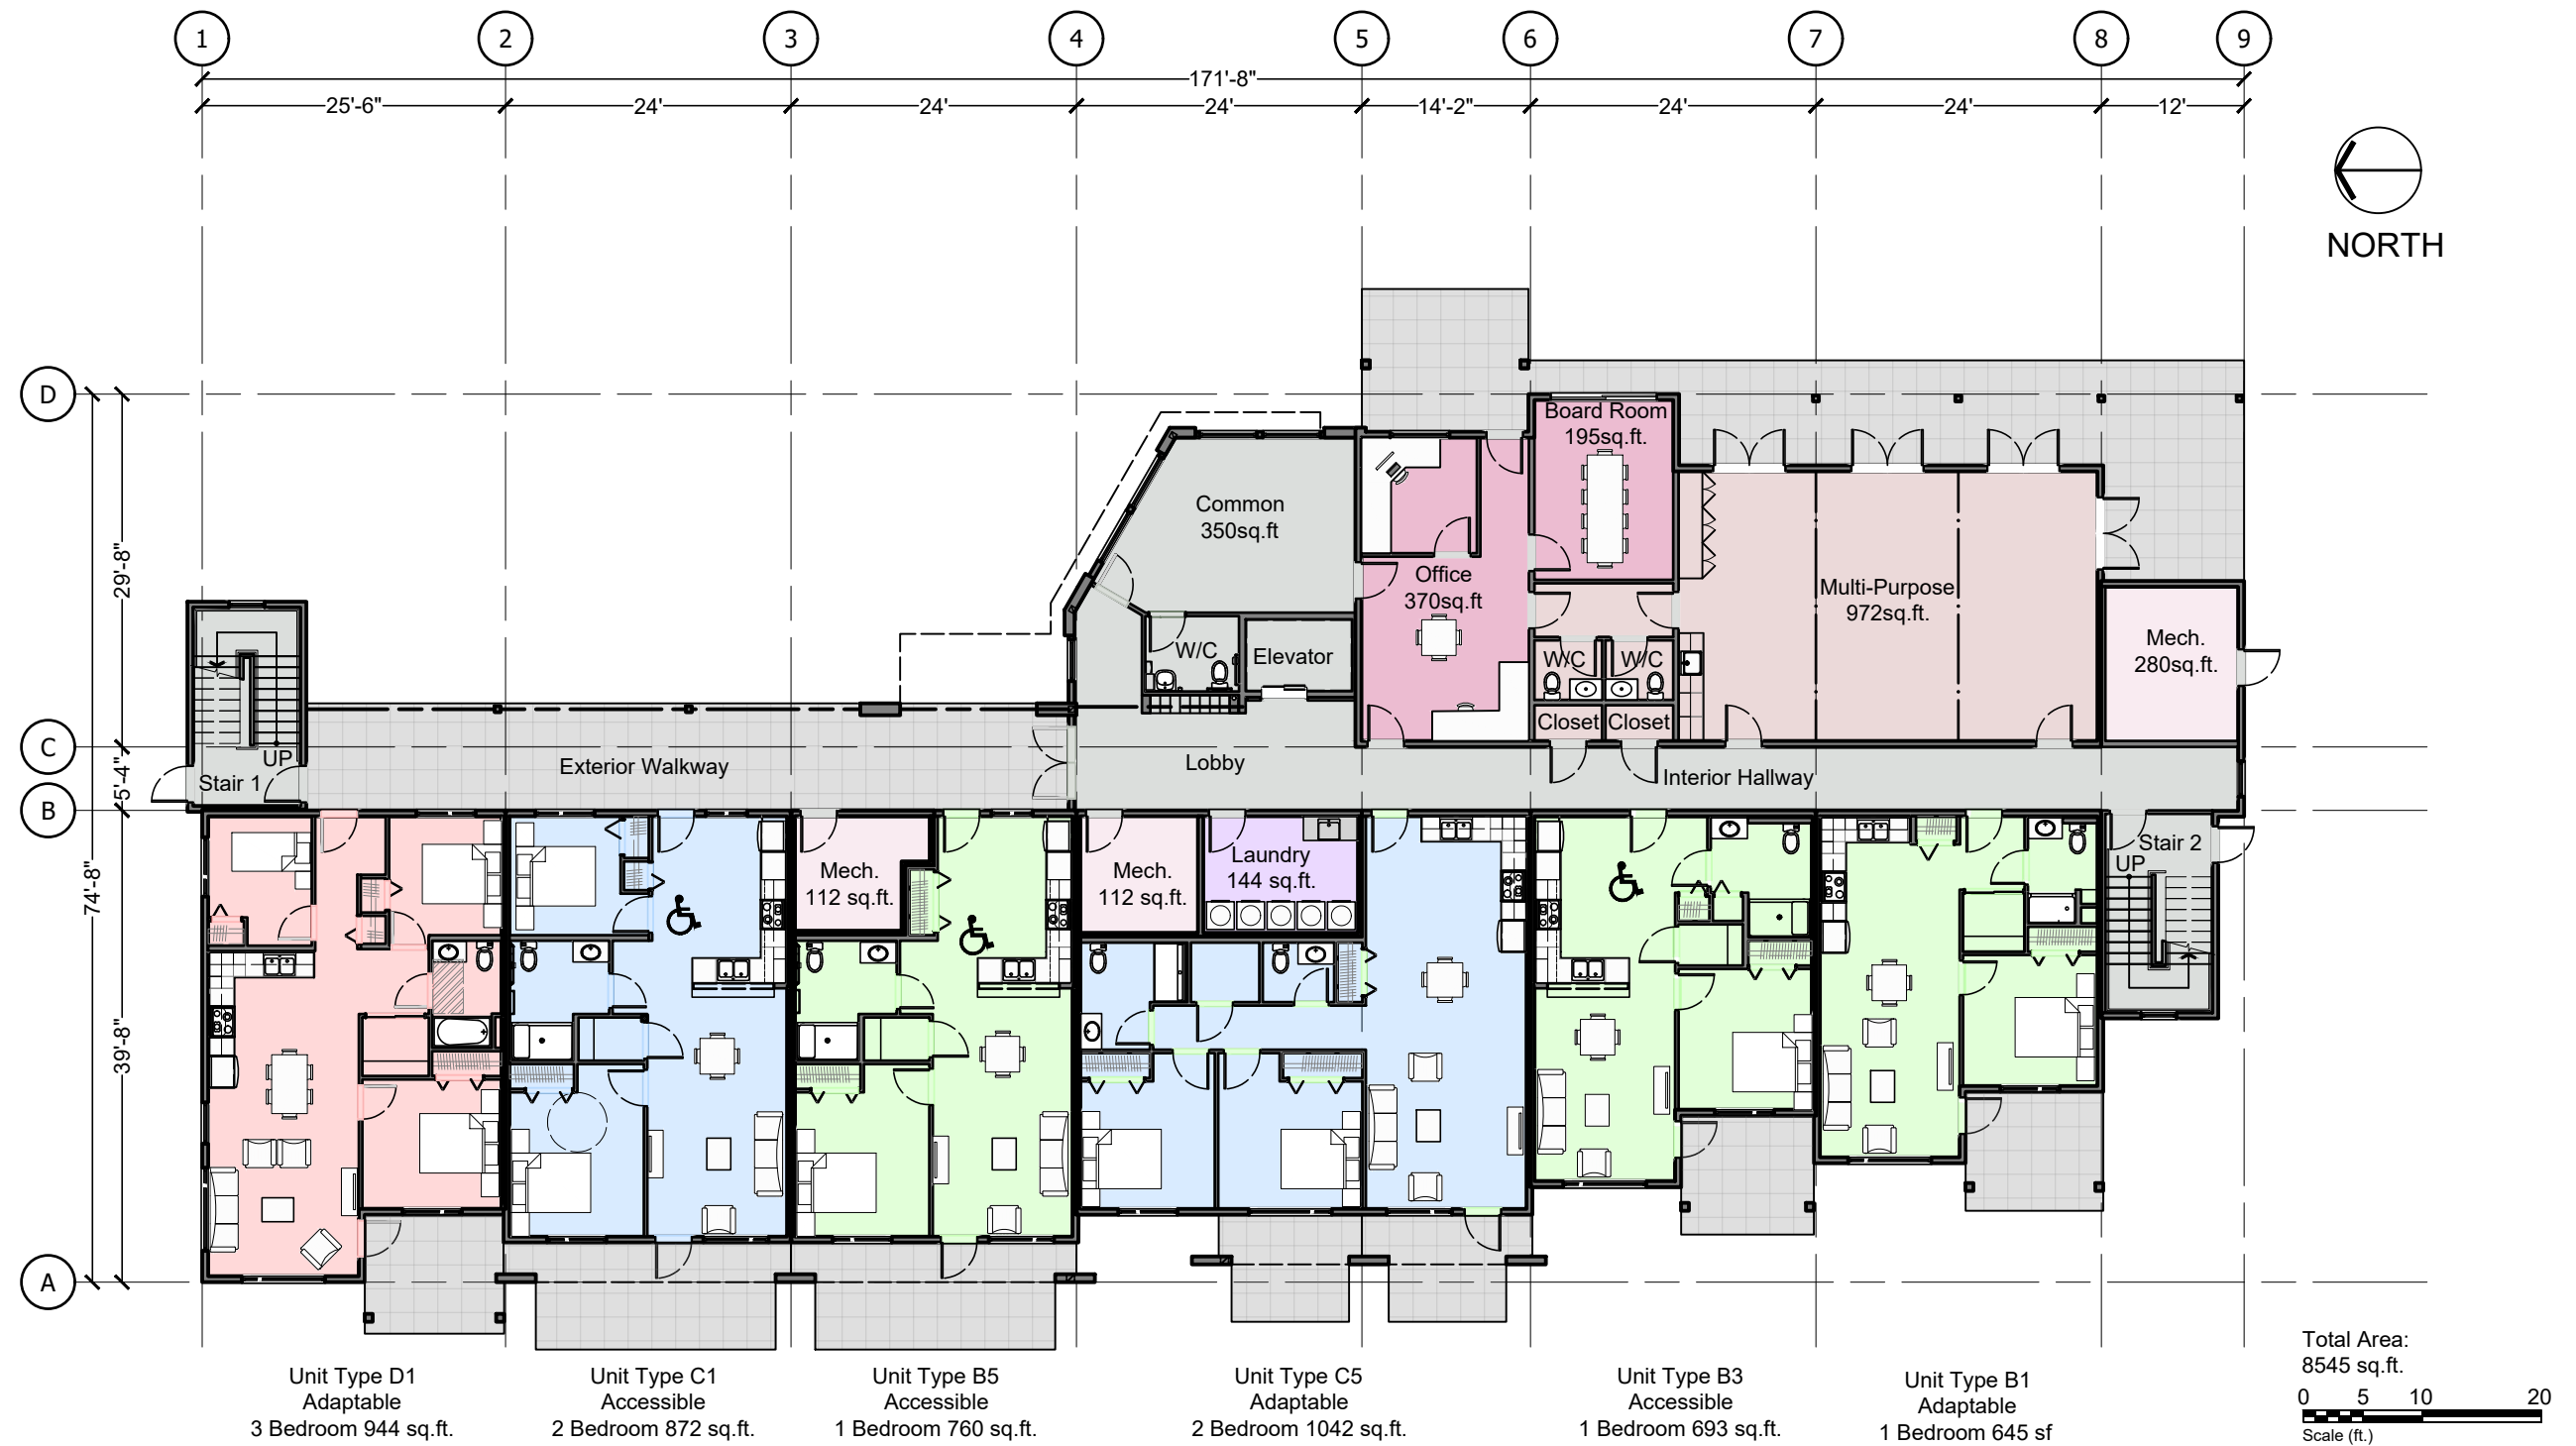 1 2 3 4 5 6 7 8 9
171'-8"
25'-6" 24' 24' 24' 14'-2" 24' 24' 12'
NORTH
D
C
B
A
29'-8"
5'-4"
74'-8"
39'-8"
Board Room
195sq.ft.
Common
350sq.ft
Office
370sq.ft
Multi-Purpose
972sq.ft.
W/C
Elevator
W/C
W/C
Closet
Closet
Mech.
280sq.ft.
UP
Stair 1
Exterior Walkway
Lobby
Interior Hallway
Mech.
112 sq.ft.
Mech.
112 sq.ft.
Laundry
144 sq.ft.
Stair 2
UP
Unit Type D1
Adaptable
3 Bedroom 944 sq.ft.
Unit Type C1
Accessible
2 Bedroom 872 sq.ft.
Unit Type B5
Accessible
1 Bedroom 760 sq.ft.
Unit Type C5
Adaptable
2 Bedroom 1042 sq.ft.
Unit Type B3
Accessible
1 Bedroom 693 sq.ft.
Unit Type B1
Adaptable
1 Bedroom 645 sf
Total Area:
8545 sq.ft.
0 5 10 20
Scale (ft.)